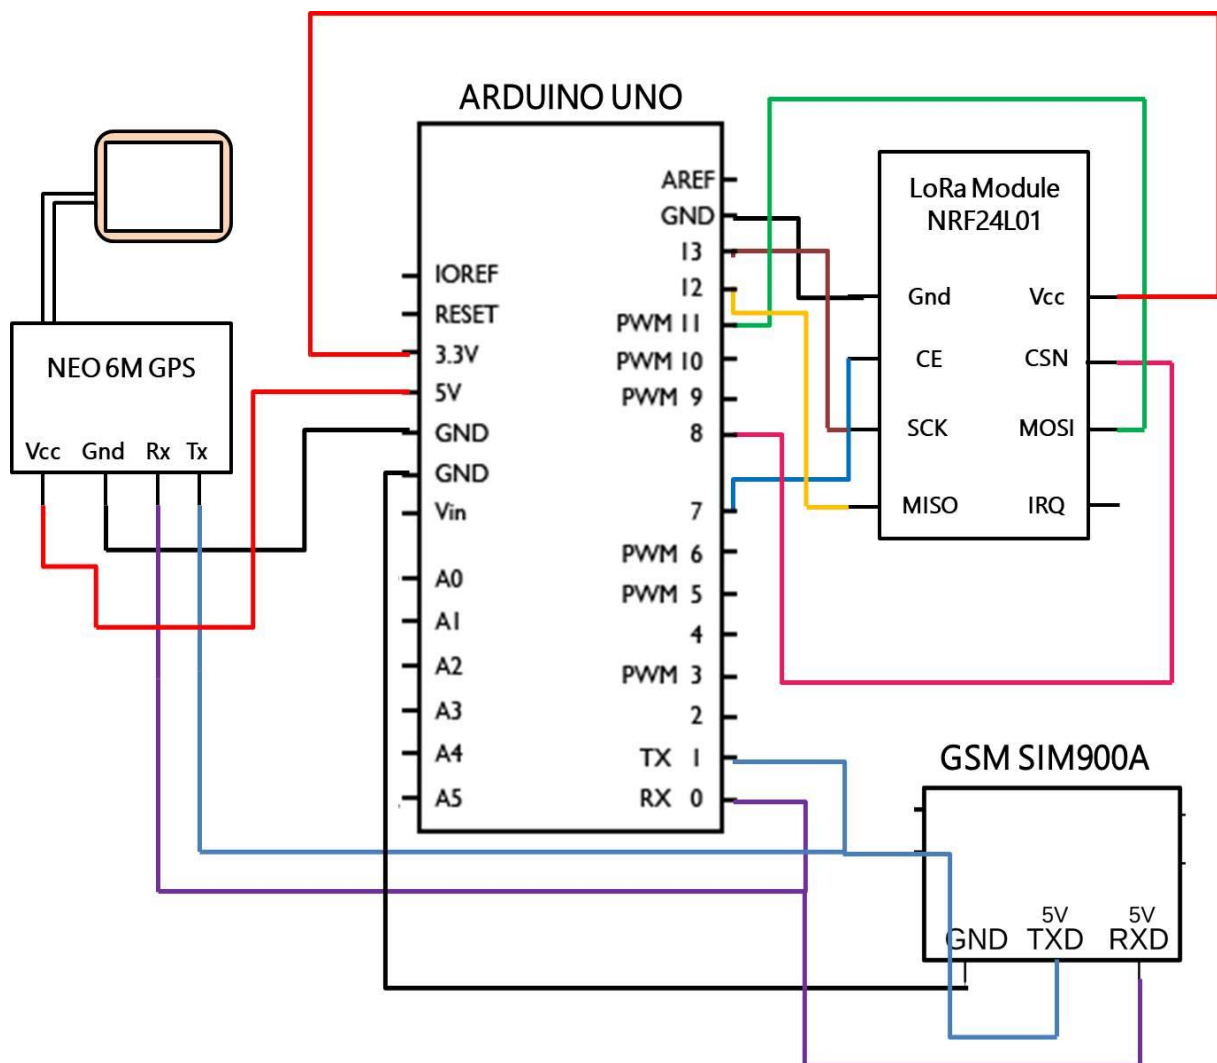 ARDUINO UNO
AREF
GND
13
12
PWM 11
PWM 10
PWM 9
8
7
PWM 6
PWM 5
4
PWM 3
2
TX 1
RX 0
IOREF
RESET
3.3V
5V
GND
GND
Vin
A0
A1
A2
A3
A4
A5
NEO 6M GPS
Vcc Gnd Rx Tx
LoRa Module
NRF24L01
Gnd Vcc
CE CSN
SCK MOSI
MISO IRQ
GSM SIM900A
5V 5V
GND TXD RXD